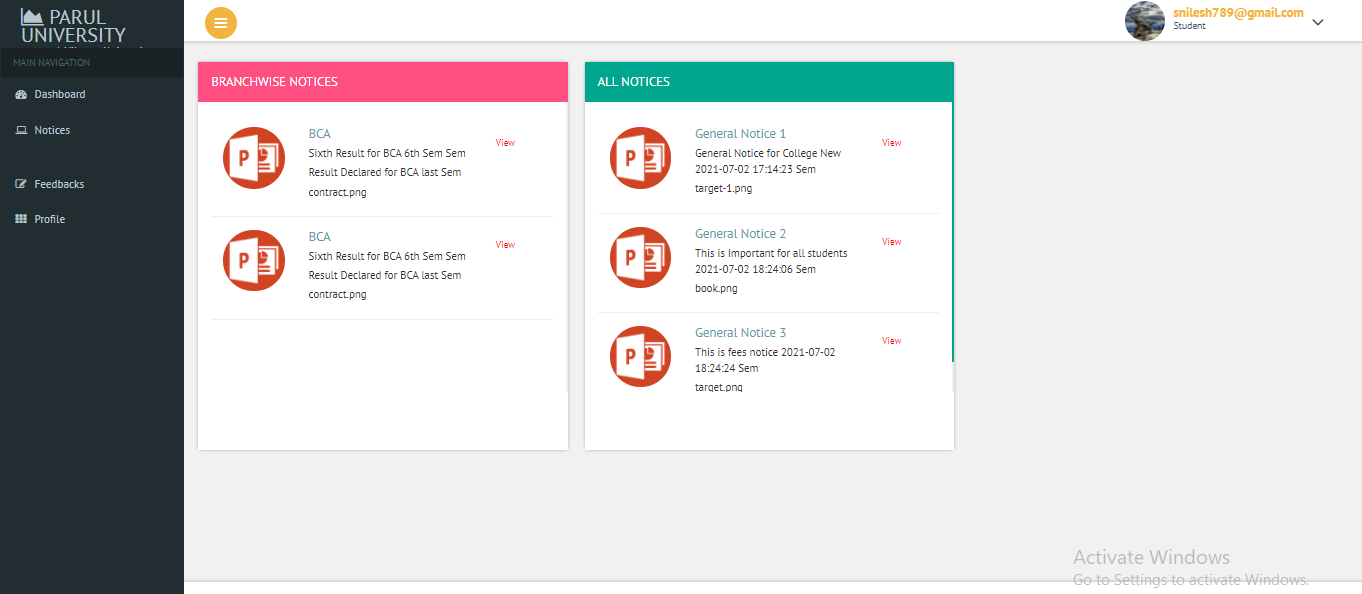 PARUL
UNIVERSITY
MAIN NAVIGATION
Dashboard
Notices
Feedbacks
Profile
snilesh789@gmail.com
Student
BRANCHWISE NOTICES
BCA
View
Sixth Result for BCA 6th Sem Sem
Result Declared for BCA last Sem
contract.png
BCA
View
Sixth Result for BCA 6th Sem Sem
Result Declared for BCA last Sem
contract.png
ALL NOTICES
General Notice 1
View
General Notice for College New
2021-07-02 17:14:23 Sem
target-1.png
General Notice 2
View
This is Important for all students
2021-07-02 18:24:06 Sem
book.png
General Notice 3
View
This is fees notice 2021-07-02
18:24:24 Sem
target.png
Activate Windows
Go to Settings to activate Windows.